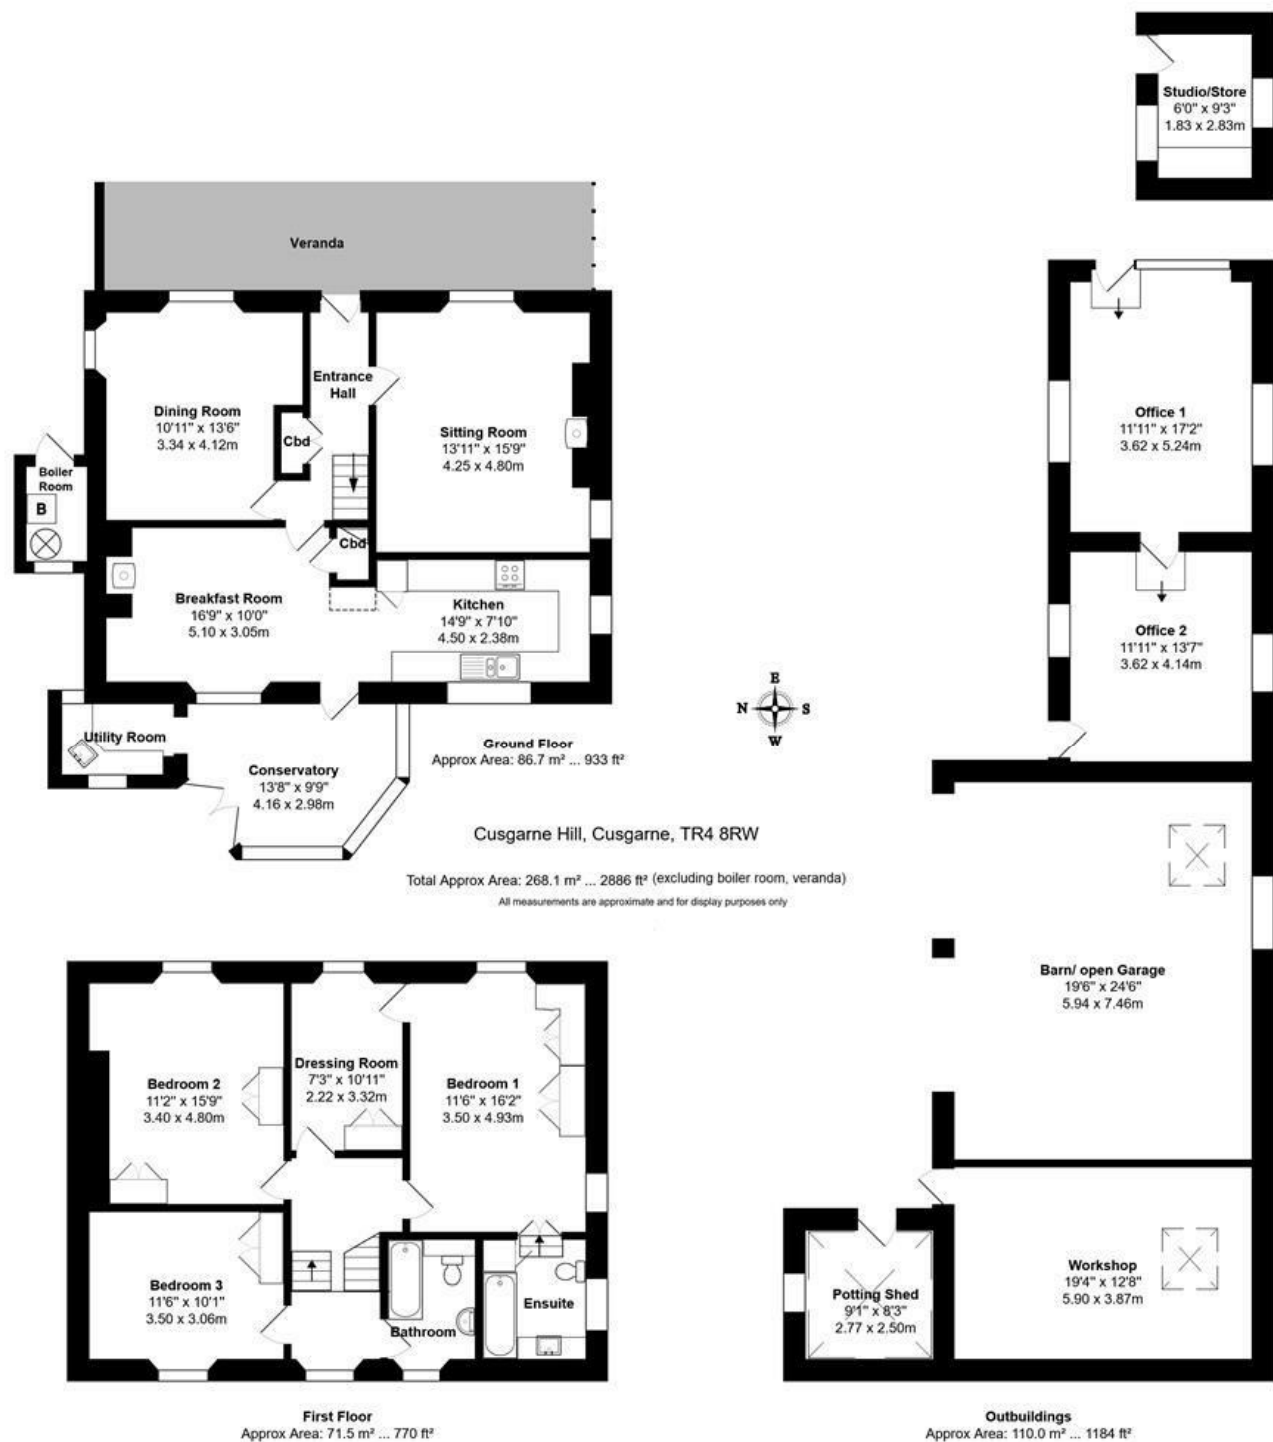 Studio/Store
6'0" x 9'3"
1.83 x 2.83m
Veranda
Entrance
Hall
Dining Room
10'11" x 13'6"
3.34 x 4.12m
Cbd
Sitting Room
13'11" x 15'9"
4.25 x 4.80m
Office 1
11'11" x 17'2"
3.62 x 5.24m
Boiler
Room
B
Cbd
Breakfast Room
16'9" x 10'0"
5.10 x 3.05m
Kitchen
14'9" x 7'10"
4.50 x 2.38m
Office 2
11'11" x 13'7"
3.62 x 4.14m
E
N S
W
Utility Room
Conservatory
13'8" x 9'9"
4.16 x 2.98m
Ground Floor
Approx Area: 86.7 m² ... 933 ft²
Cusgarne Hill, Cusgarne, TR4 8RW
Total Approx Area: 268.1 m² ... 2886 ft² (excluding boiler room, veranda)
All measurements are approximate and for display purposes only
Barn/ open Garage
19'6" x 24'6"
5.94 x 7.46m
Bedroom 2
11'2" x 15'9"
3.40 x 4.80m
Dressing Room
7'3" x 10'11"
2.22 x 3.32m
Bedroom 1
11'6" x 16'2"
3.50 x 4.93m
Bedroom 3
11'6" x 10'1"
3.50 x 3.06m
Bathroom
Ensuite
Potting Shed
9'1" x 8'3"
2.77 x 2.50m
Workshop
19'4" x 12'8"
5.90 x 3.87m
First Floor
Approx Area: 71.5 m² ... 770 ft²
Outbuildings
Approx Area: 110.0 m² ... 1184 ft²